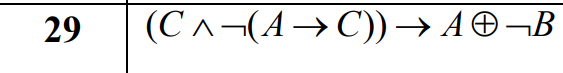 29 (C ∧ ¬(A → C)) → A ⊕ ¬B